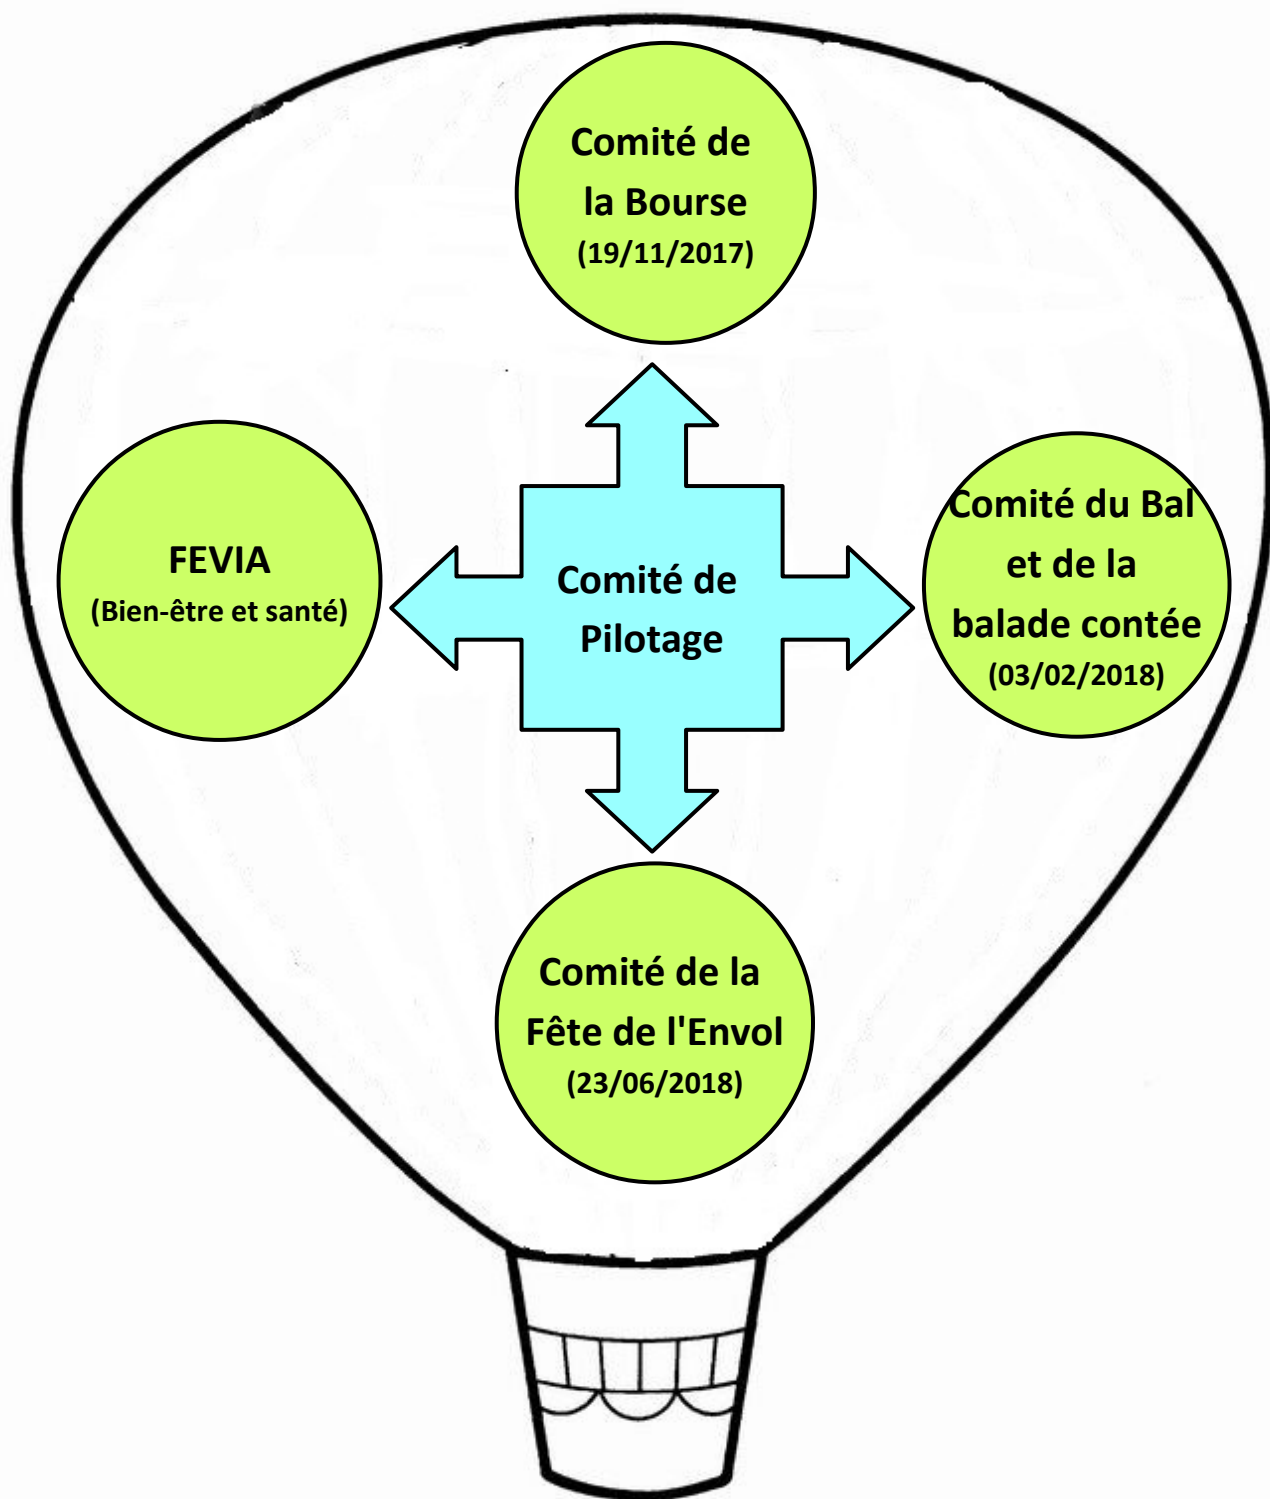 Comité de
la Bourse
(19/11/2017)
FEVIA
(Bien-être et santé)
Comité de
Pilotage
Comité du Bal
et de la
balade contée
(03/02/2018)
Comité de la
Fête de l'Envol
(23/06/2018)